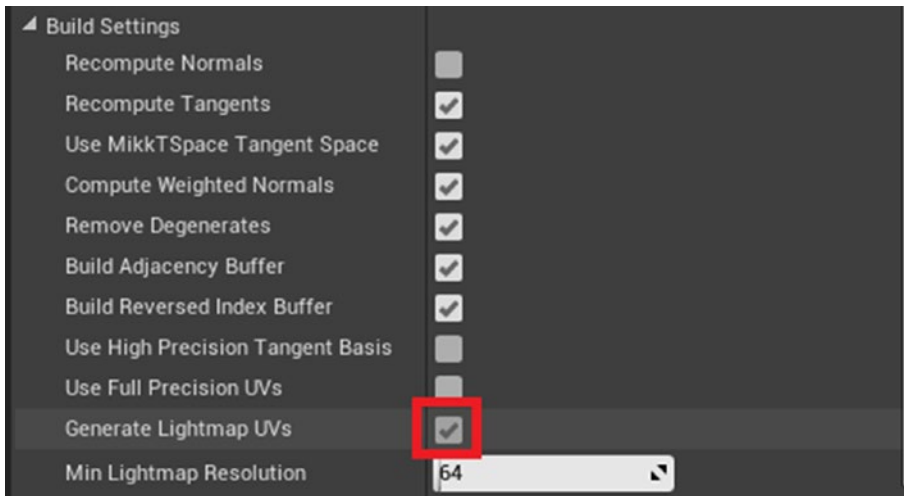 Build Settings
Recompute Normals
Recompute Tangents
Use MikkTSpace Tangent Space
Compute Weighted Normals
Remove Degenerates
Build Adjacency Buffer
Build Reversed Index Buffer
Use High Precision Tangent Basis
Use Full Precision UVs
Generate Lightmap UVs
Min Lightmap Resolution 64